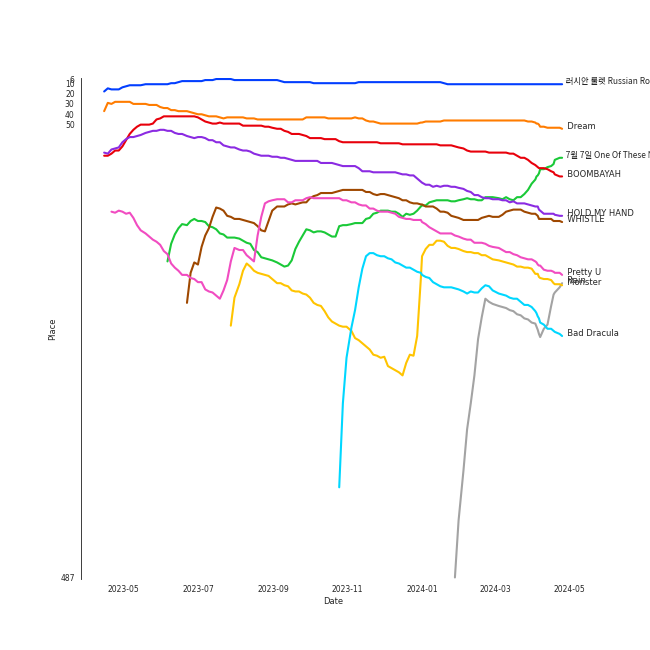 6
10
20
30
40
50
487
Place
2023-05
2023-07
2023-09
2023-11
2024-01
2024-03
2024-05
Date
러시안 룰렛 Russian Ro
Dream
7월 7일 One Of These N
BOOMBAYAH
HOLD MY HAND
WHISTLE
Pretty U
Monster
Bad Dracula